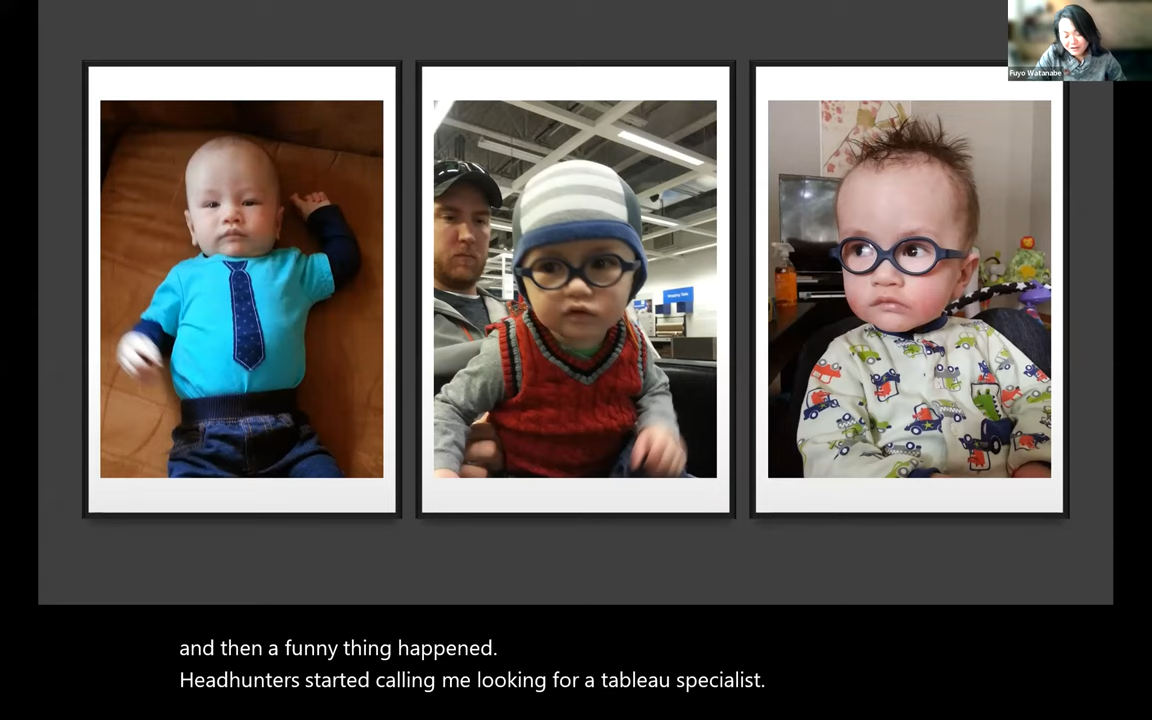 Fuyo Watanabe
and then a funny thing happened.
Headhunters started calling me looking for a tableau specialist.